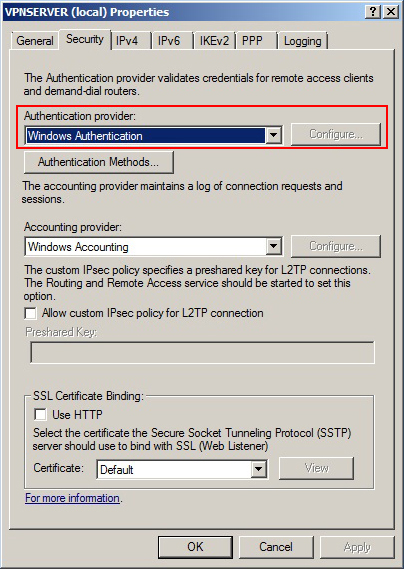 VPNSERVER (local) Properties
General
Security
IPv4
IPv6
IKEv2
PPP
Logging
The Authentication provider validates credentials for remote access clients
and demand-dial routers.
Authentication provider:
Windows Authentication
Configure...
Authentication Methods...
The accounting provider maintains a log of connection requests and
sessions.
Accounting provider:
Windows Accounting
Configure...
The custom IPsec policy specifies a preshared key for L2TP connections.
The Routing and Remote Access service should be started to set this
option.
Allow custom IPsec policy for L2TP connection
Preshared Key:
SSL Certificate Binding:
Use HTTP
Select the certificate the Secure Socket Tunneling Protocol (SSTP)
server should use to bind with SSL (Web Listener)
Certificate:
Default
View
For more information.
OK
Cancel
Apply